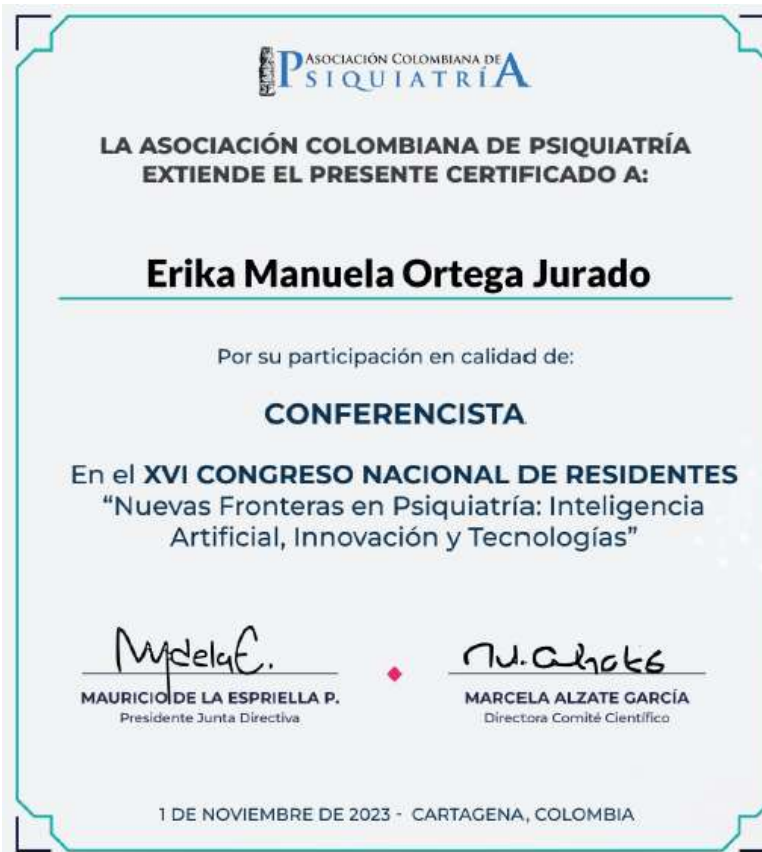 ASOCIACIÓN COLOMBIANA DE
PSIQUIATRÍA
LA ASOCIACIÓN COLOMBIANA DE PSIQUIATRÍA
EXTIENDE EL PRESENTE CERTIFICADO A:
Erika Manuela Ortega Jurado
Por su participación en calidad de:
CONFERENCISTA
En el XVI CONGRESO NACIONAL DE RESIDENTES
“Nuevas Fronteras en Psiquiatría: Inteligencia
Artificial, Innovación y Tecnologías”
MAURICIO DE LA ESPRIELLA P.
Presidente Junta Directiva
MARCELA ALZATE GARCÍA
Directora Comité Científico
1 DE NOVIEMBRE DE 2023 - CARTAGENA, COLOMBIA